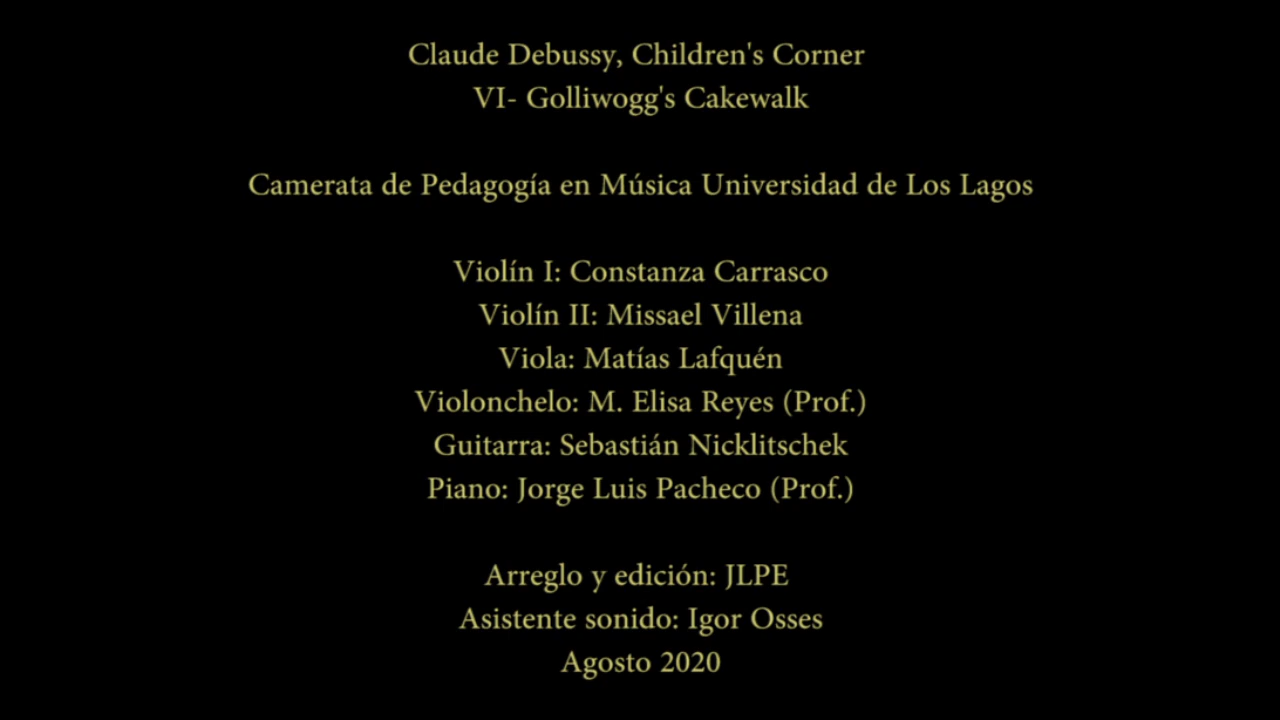 Claude Debussy, Children's Corner
VI- Golliwogg's Cakewalk
Camerata de Pedagogía en Música Universidad de Los Lagos
Violín I: Constanza Carrasco
Violín II: Missael Villena
Viola: Matías Lafquén
Violonchelo: M. Elisa Reyes (Prof.)
Guitarra: Sebastián Nicklitschek
Piano: Jorge Luis Pacheco (Prof.)
Arreglo y edición: JLPE
Asistente sonido: Igor Osses
Agosto 2020